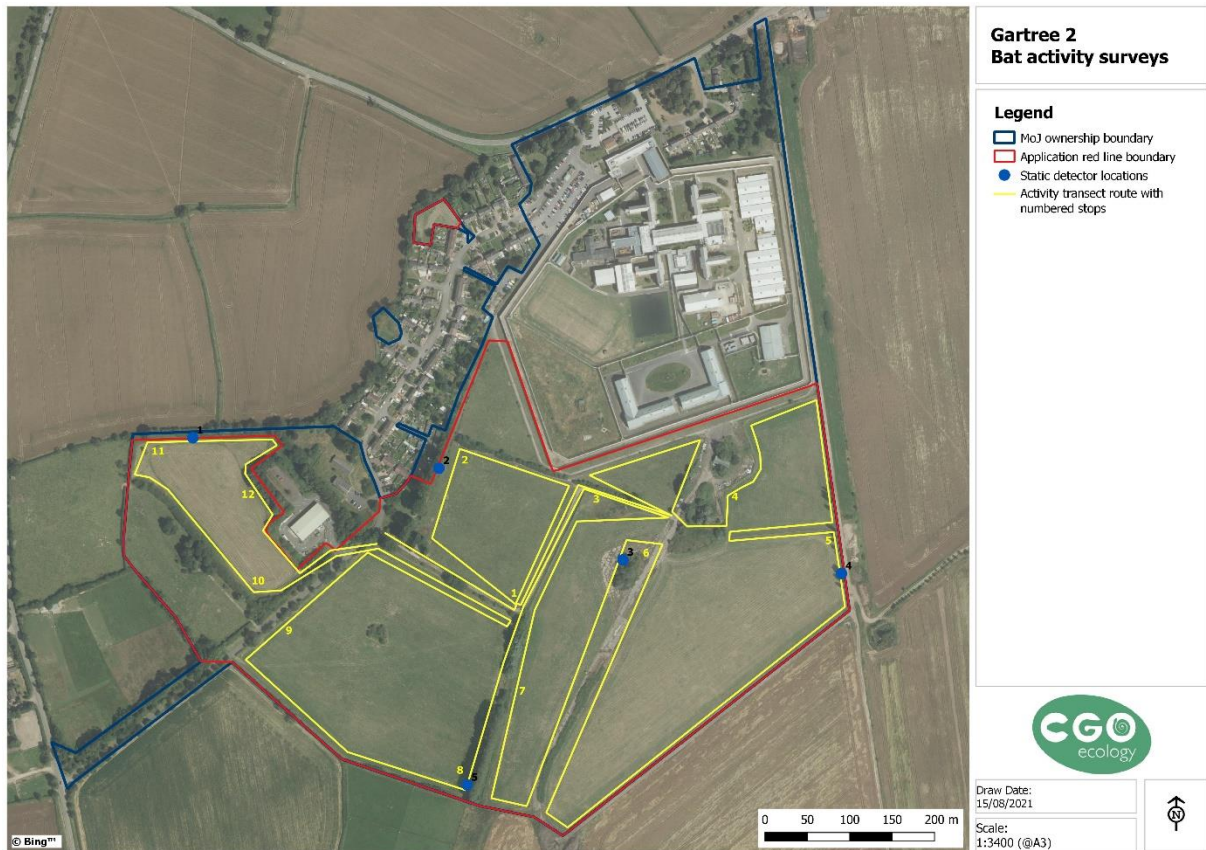 Gartree 2
Bat activity surveys
Legend
MoJ ownership boundary
Application red line boundary
Static detector locations
Activity transect route with
numbered stops
1
2
3
4
5
1
2
3
4
5
6
7
8
9
10
11
12
CGO
ecology
Draw Date:
15/08/2021
Scale:
1:3400 (@A3)
N
0 50 100 150 200 m
© Bing™